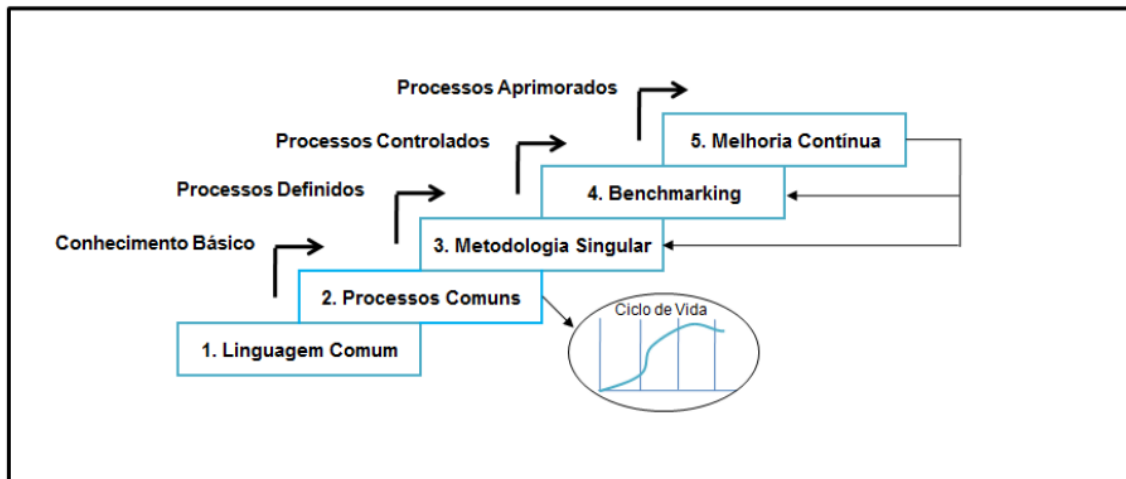 Processos Aprimorados
5. Melhoria Contínua
Processos Controlados
4. Benchmarking
Processos Definidos
3. Metodologia Singular
Conhecimento Básico
2. Processos Comuns
Ciclo de Vida
1. Linguagem Comum